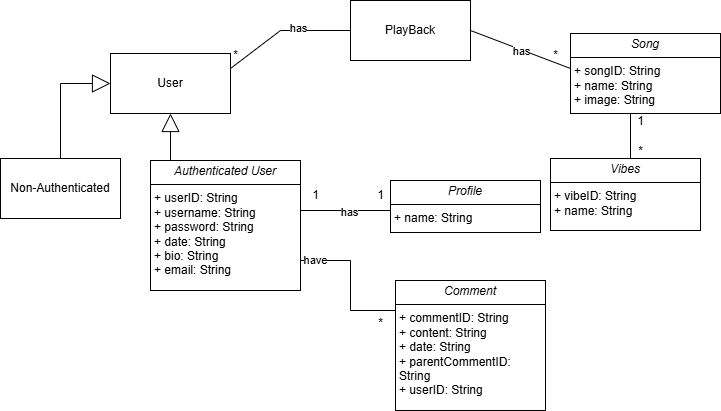 PlayBack
has
*
User
has
*
Song
+ songID: String
+ name: String
+ image: String
1
*
Vibes
+ vibeID: String
+ name: String
Non-Authenticated
Authenticated User
+ userID: String
+ username: String
+ password: String
+ date: String
+ bio: String
+ email: String
1
has
1
Profile
+ name: String
have
*
Comment
+ commentID: String
+ content: String
+ date: String
+ parentCommentID:
String
+ userID: String